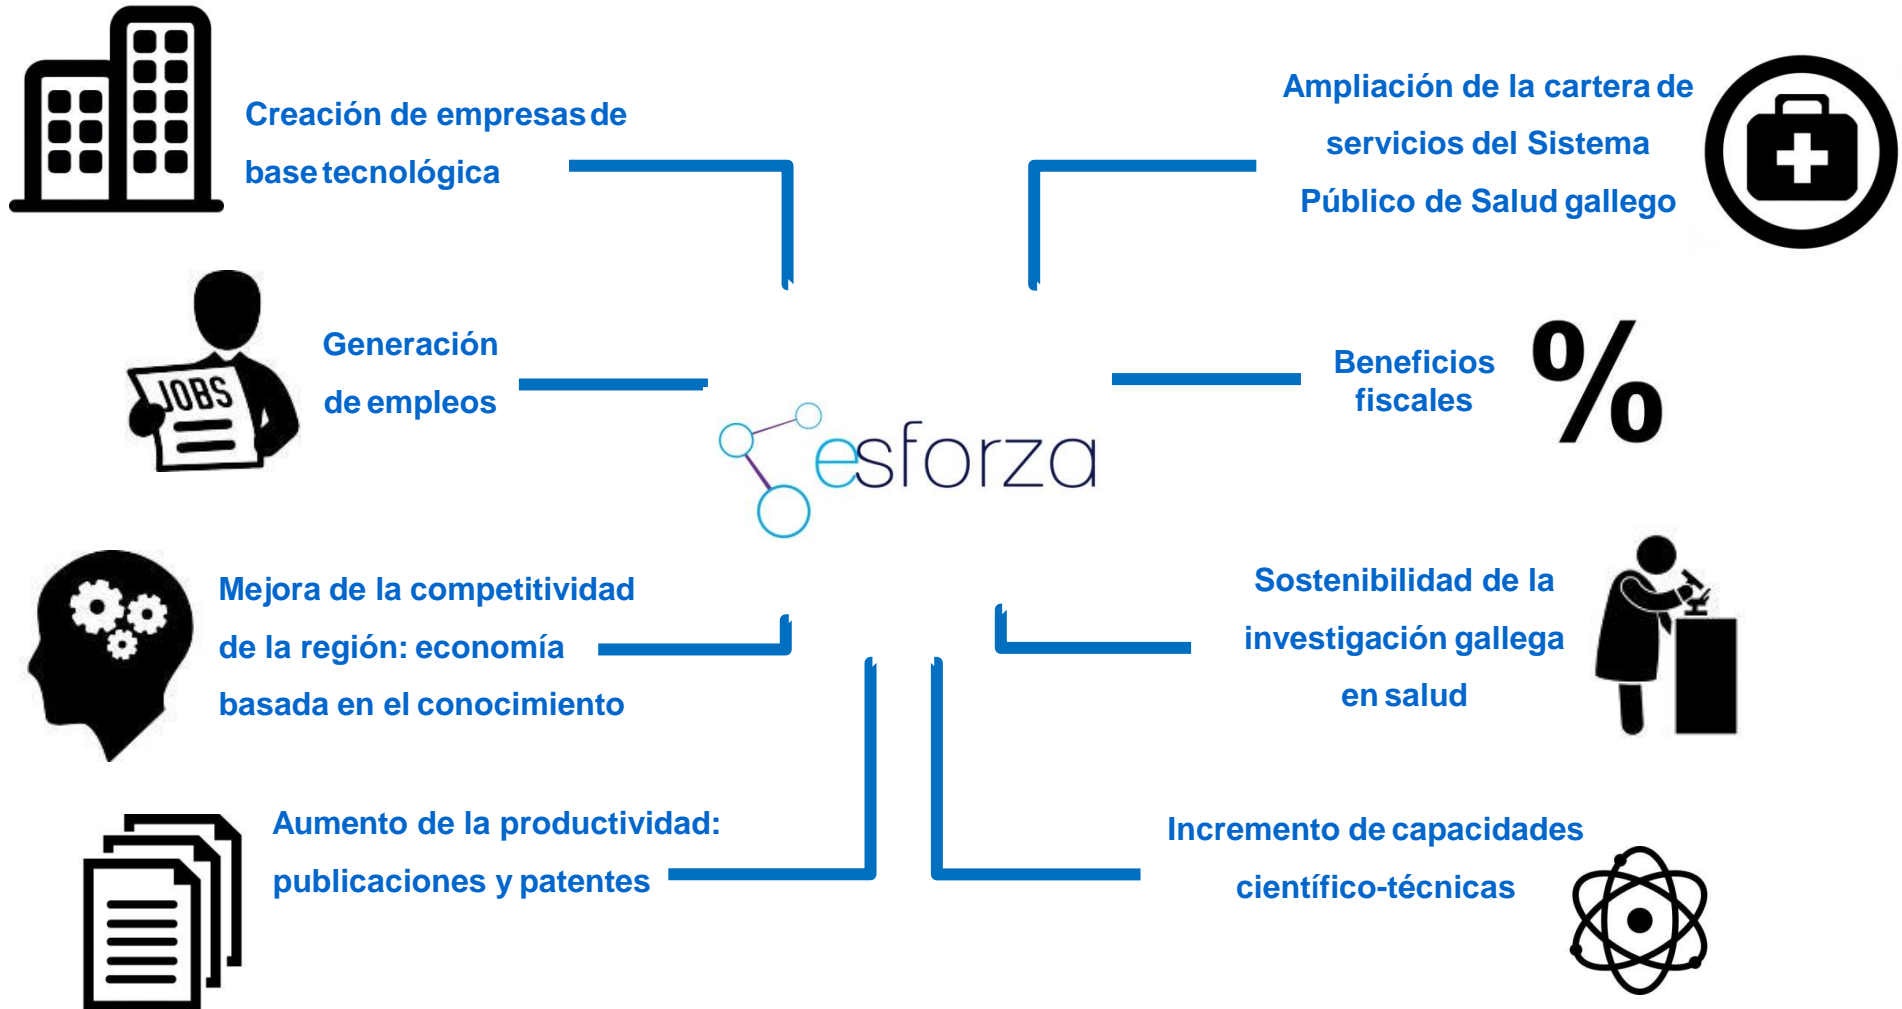 Creación de empresas de
base tecnológica
Generación
de empleos
JOBS
Mejora de la competitividad
de la región: economía
basada en el conocimiento
Aumento de la productividad:
publicaciones y patentes
esforza
Ampliación de la cartera de
servicios del Sistema
Público de Salud gallego
Beneficios
fiscales
%
Sostenibilidad de la
investigación gallega
en salud
Incremento de capacidades
científico-técnicas